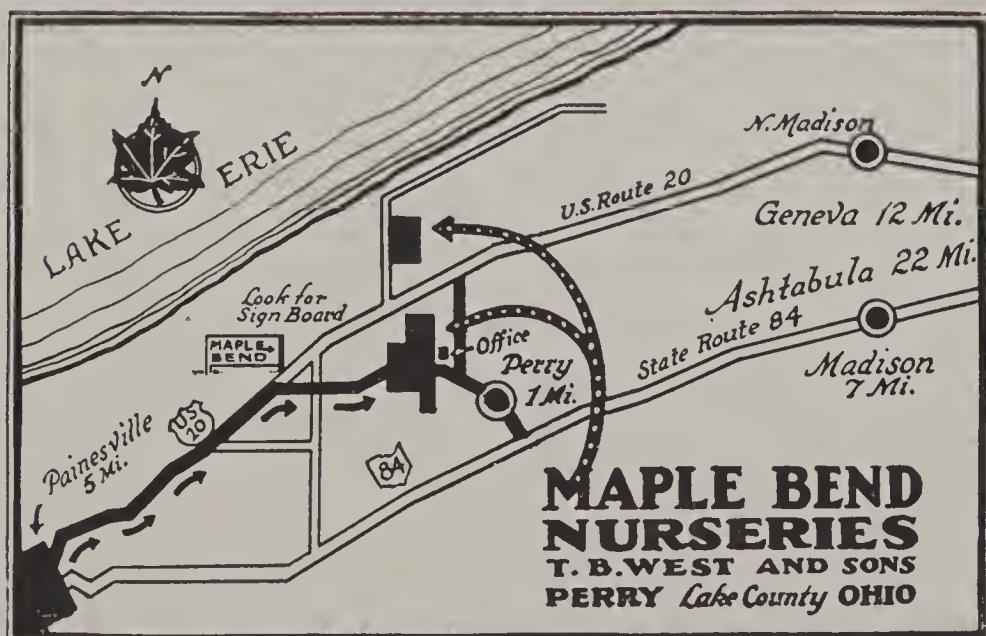 N
LAKE ERIE
N. Madison
U.S. Route 20
Geneva 12 Mi.
Ashtabula 22 Mi.
State Route 84
Madison
7 Mi.
Look for
Sign Board
MAPLE
BEND
Office
Perry
1 Mi.
U.S.
20
84
Painesville
5 Mi.
MAPLE BEND
NURSERIES
T. B. WEST AND SONS
PERRY Lake County OHIO